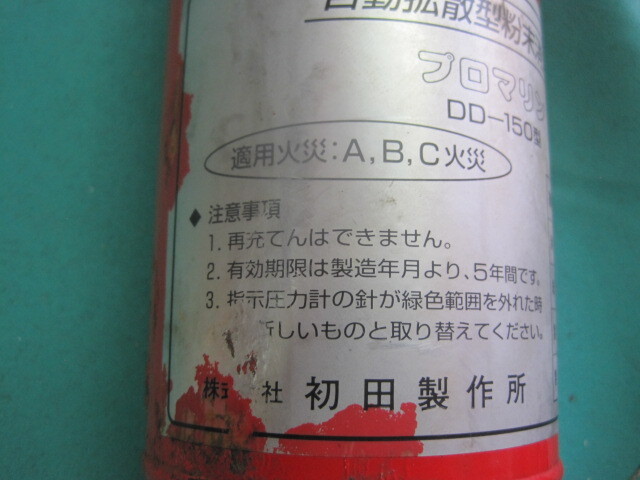 自動拡散型粉末
プロマリン
DD-150型
適用火災:A,B,C火災
◆注意事項
1. 再充てんはできません。
2. 有効期限は製造年月より、5年間です。
3. 指示圧力計の針が緑色範囲を外れた時
新しいものと取り替えてください。
株 社 初田製作所